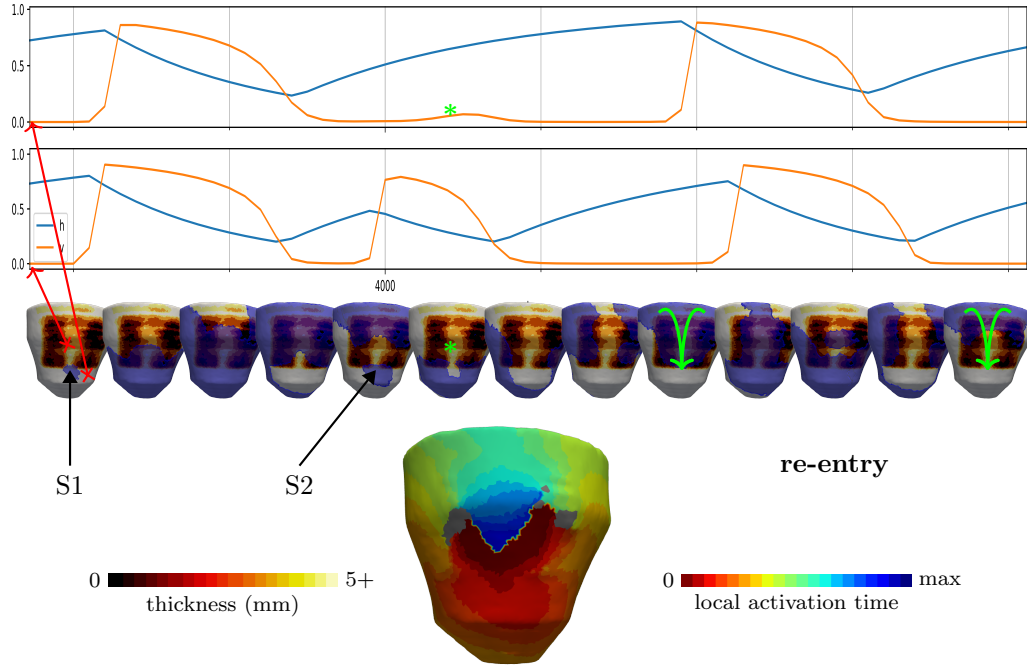 1.0
0.5
0.0
*
1.0
0.5
0.0
h
v
4000
*
S1
S2
re-entry
0 5+
thickness (mm)
0 max
local activation time